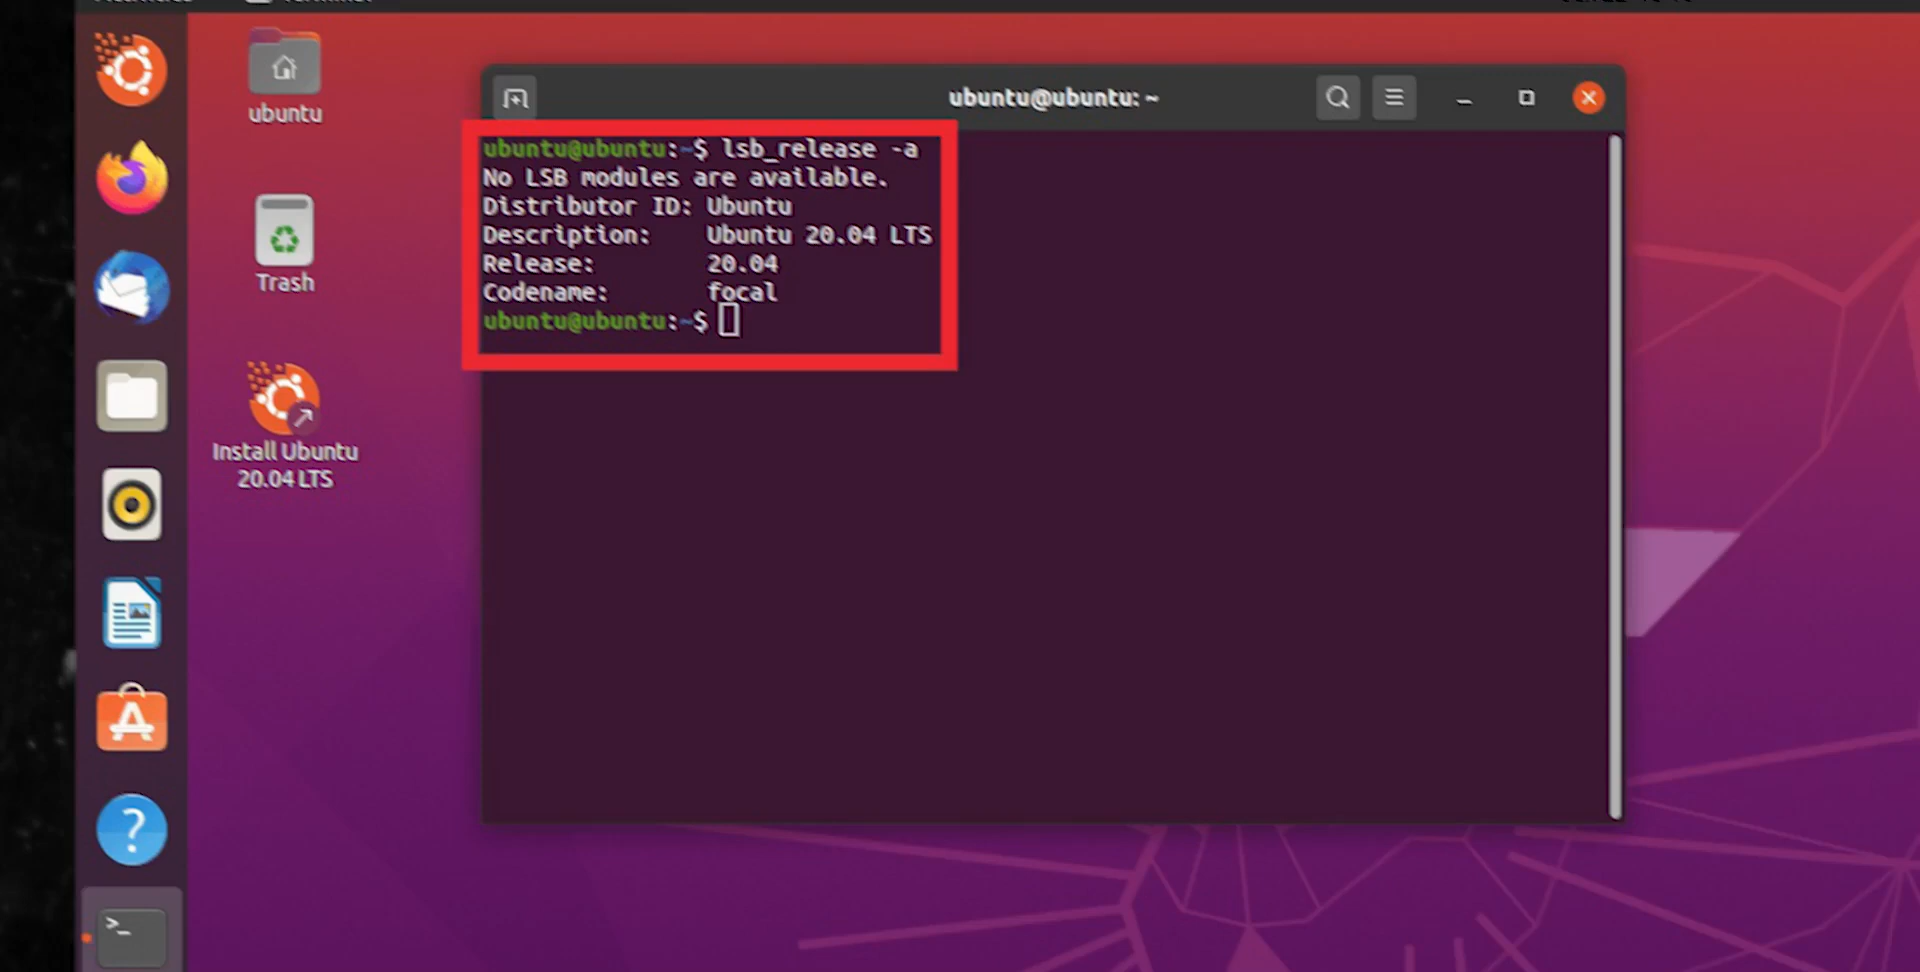 ubuntu
Trash
Install Ubuntu
20.04 LTS
ubuntu@ubuntu: ~
ubuntu@ubuntu:~$ lsb_release -a
No LSB modules are available.
Distributor ID: Ubuntu
Description:    Ubuntu 20.04 LTS
Release:        20.04
Codename:       focal
ubuntu@ubuntu:~$